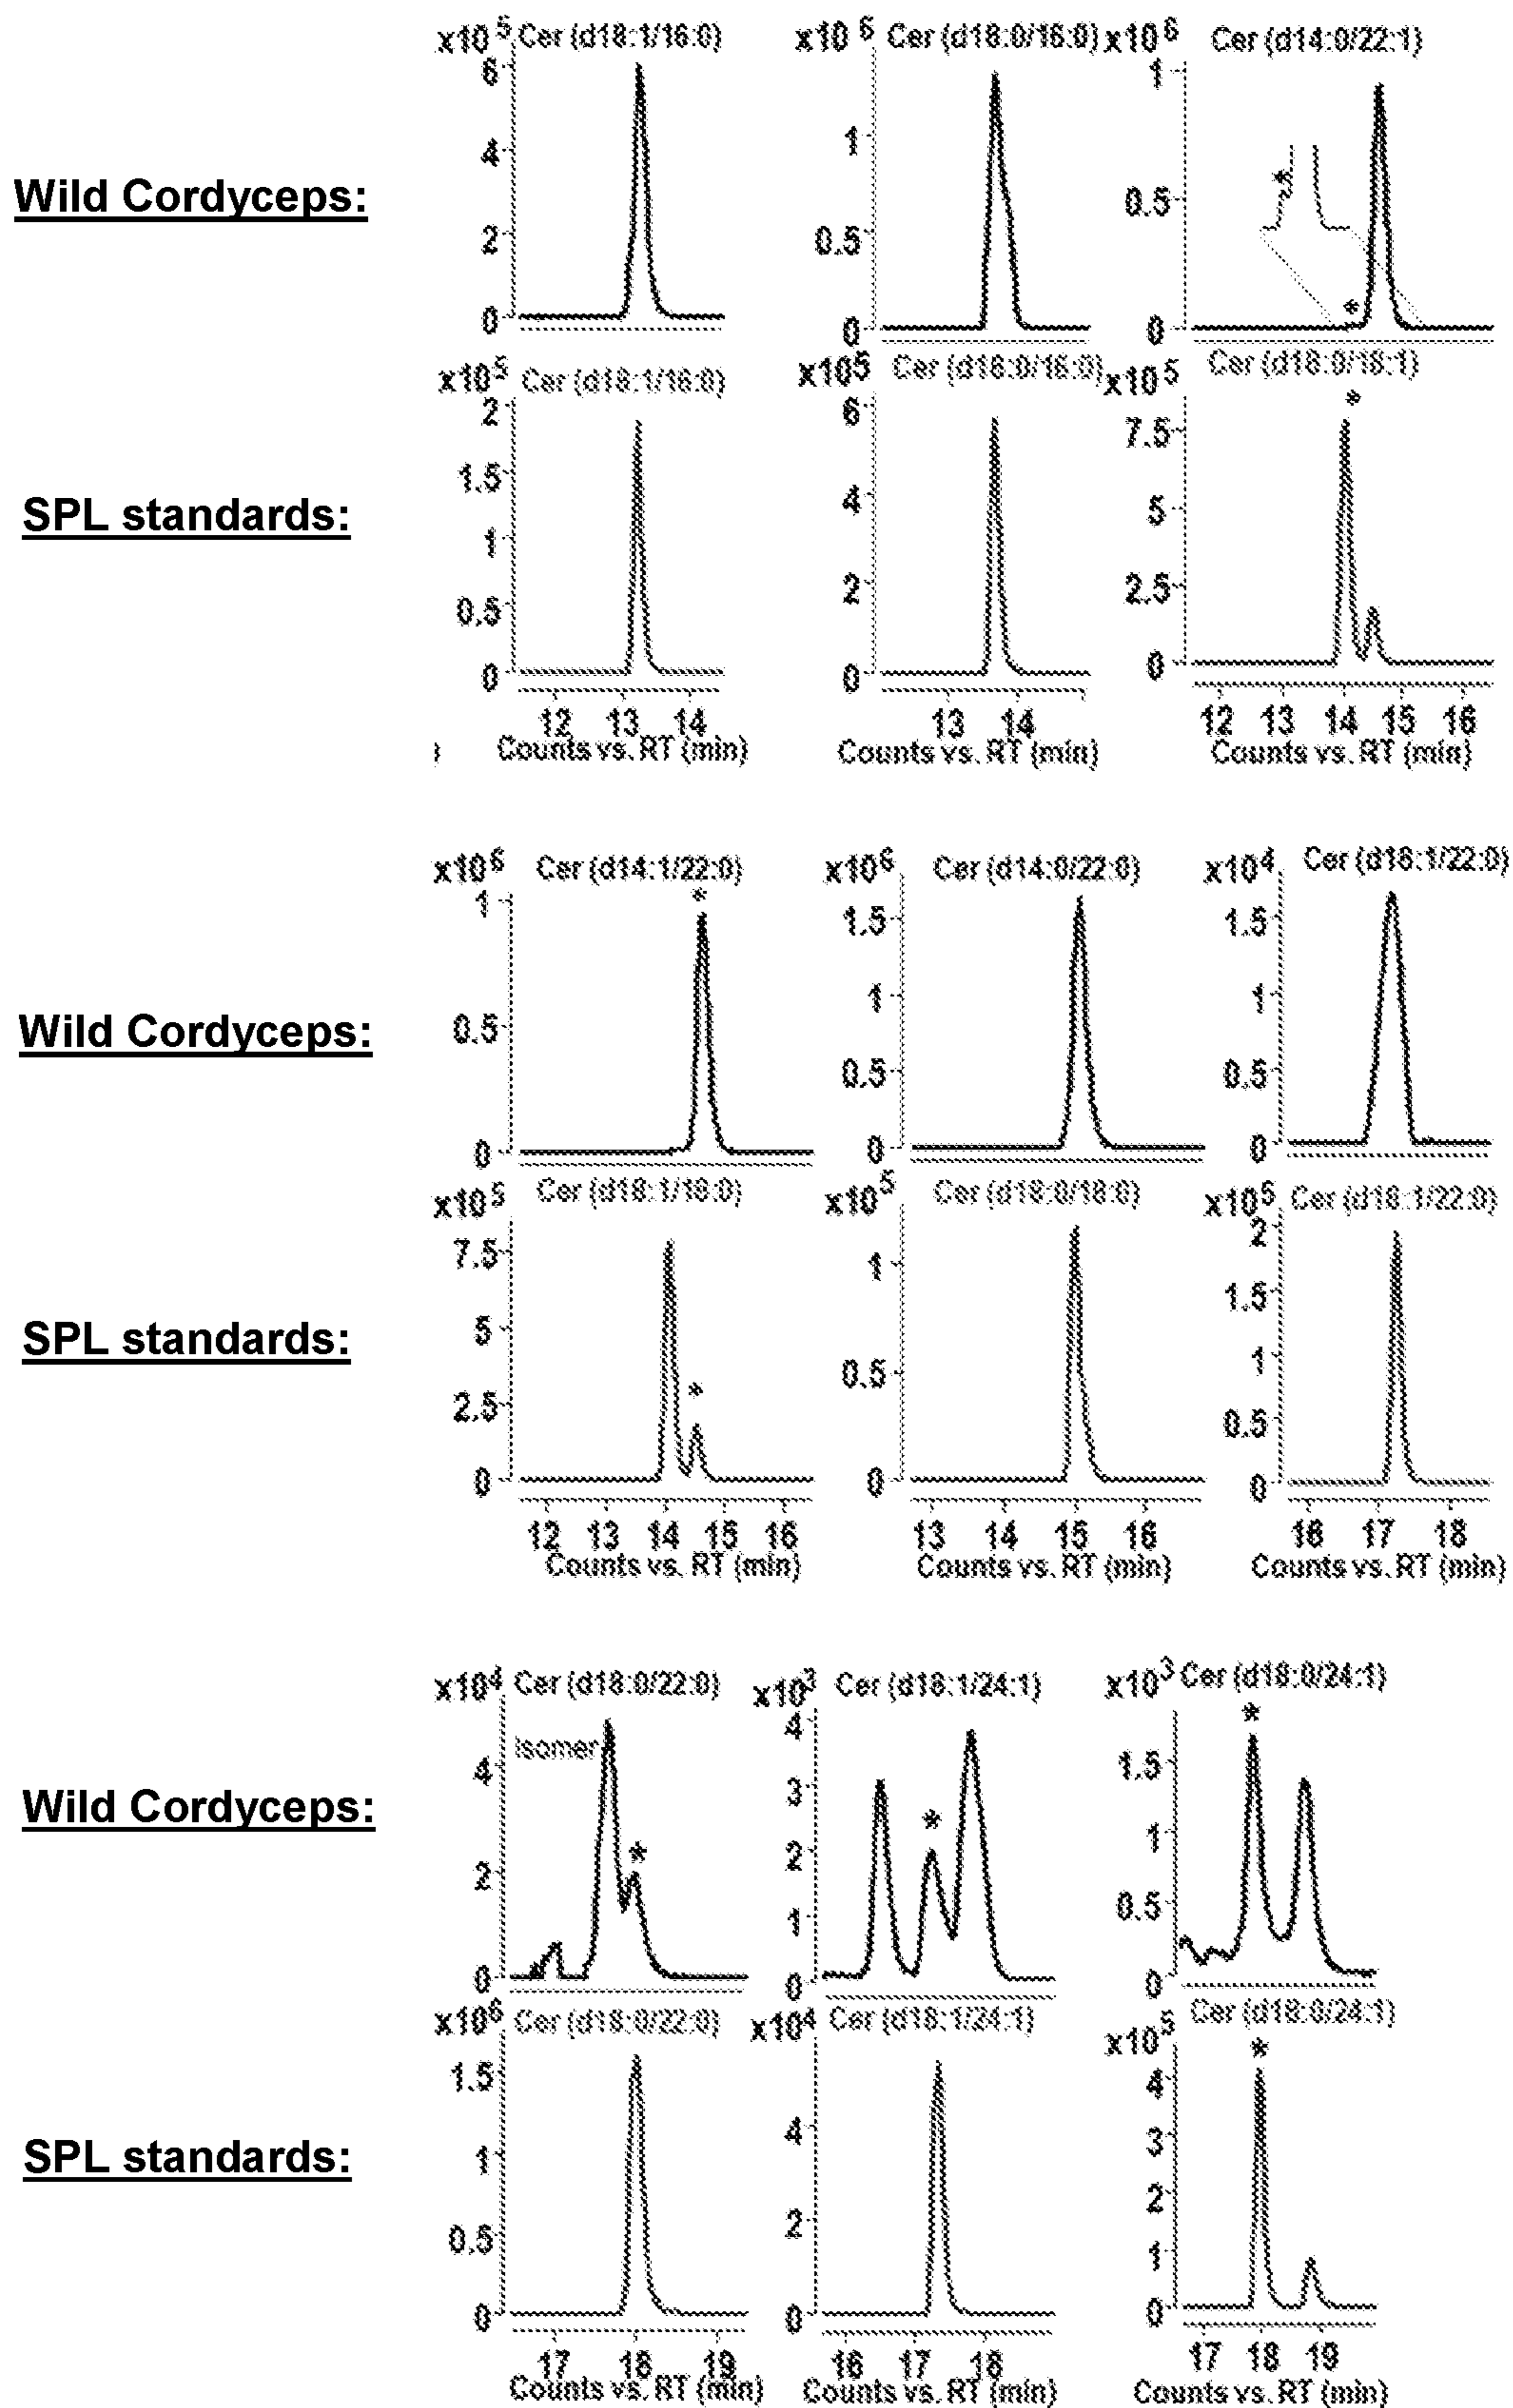 x10⁵ Cer (d18:1/16:0) x10⁶ Cer (d18:0/16:0) x10⁶ Cer (d14:0/22:1)
6 1
4 1
Wild Cordyceps:
* 0.5
2 0.5
*
0 0 0
x10⁵ Cer (d18:1/16:0) x10⁵ Cer (d18:0/16:0) x10⁵ Cer (d18:0/18:1)
2 6 *
7.5
1.5 4
SPL standards:
1 5
0.5 2 2.5
0 0 0
12 13 14 13 14 12 13 14 15 16
Counts vs. RT (min) Counts vs. RT (min) Counts vs. RT (min)
x10⁶ Cer (d14:1/22:0) x10⁶ Cer (d14:0/22:0) x10⁴ Cer (d18:1/22:0)
1 * 1.5 1.5
Wild Cordyceps:
0.5 1 1
0.5 0.5
0 0 0
x10⁵ Cer (d18:1/18:0) x10⁵ Cer (d18:0/18:0) x10⁵ Cer (d18:1/22:0)
2
7.5 1 1.5
SPL standards:
5 1
2.5 * 0.5 0.5
0 0 0
12 13 14 15 16 13 14 15 16 16 17 18
Counts vs. RT (min) Counts vs. RT (min) Counts vs. RT (min)
x10⁴ Cer (d18:0/22:0) x10³ Cer (d18:1/24:1) x10³ Cer (d18:0/24:1)
4 *
Isomer
4 3 1.5
Wild Cordyceps:
2 * 2 * 1
1 0.5
0 0 0
x10⁶ Cer (d18:0/22:0) x10⁴ Cer (d18:1/24:1) x10⁵ Cer (d18:0/24:1)
*
1.5 4 4
SPL standards:
1 3
2 2
0.5 1
0 0 0
17 18 19 16 17 18 17 18 19
Counts vs. RT (min) Counts vs. RT (min) Counts vs. RT (min)